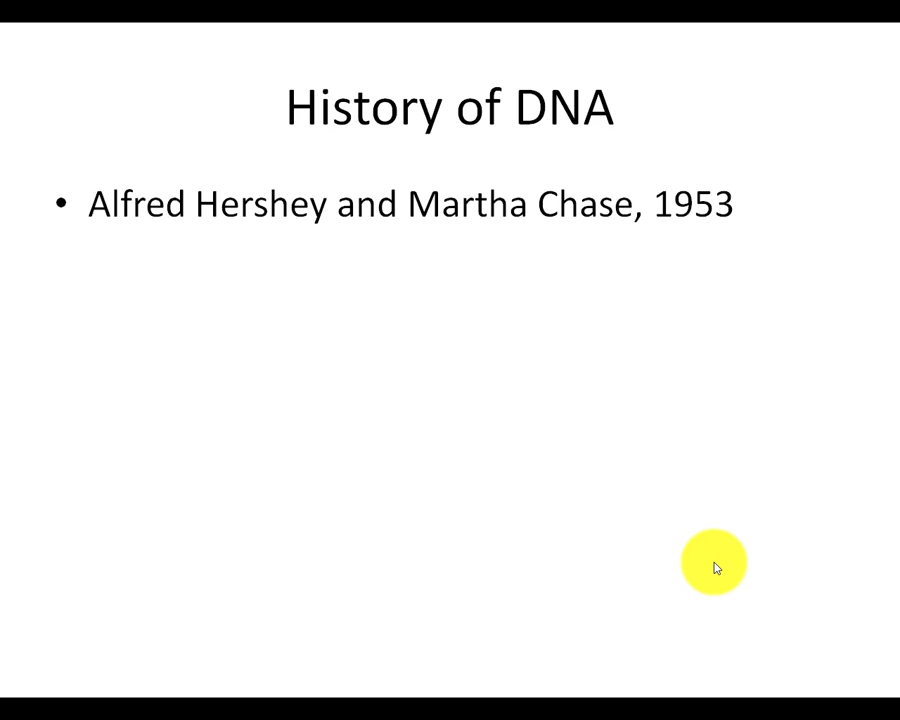 History of DNA
• Alfred Hershey and Martha Chase, 1953